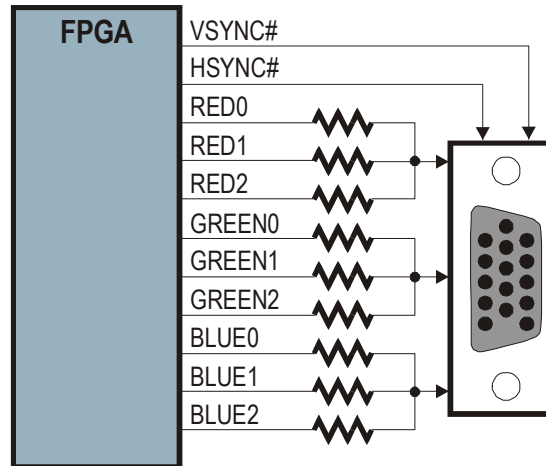 FPGA
VSYNC#
HSYNC#
RED0
RED1
RED2
GREEN0
GREEN1
GREEN2
BLUE0
BLUE1
BLUE2